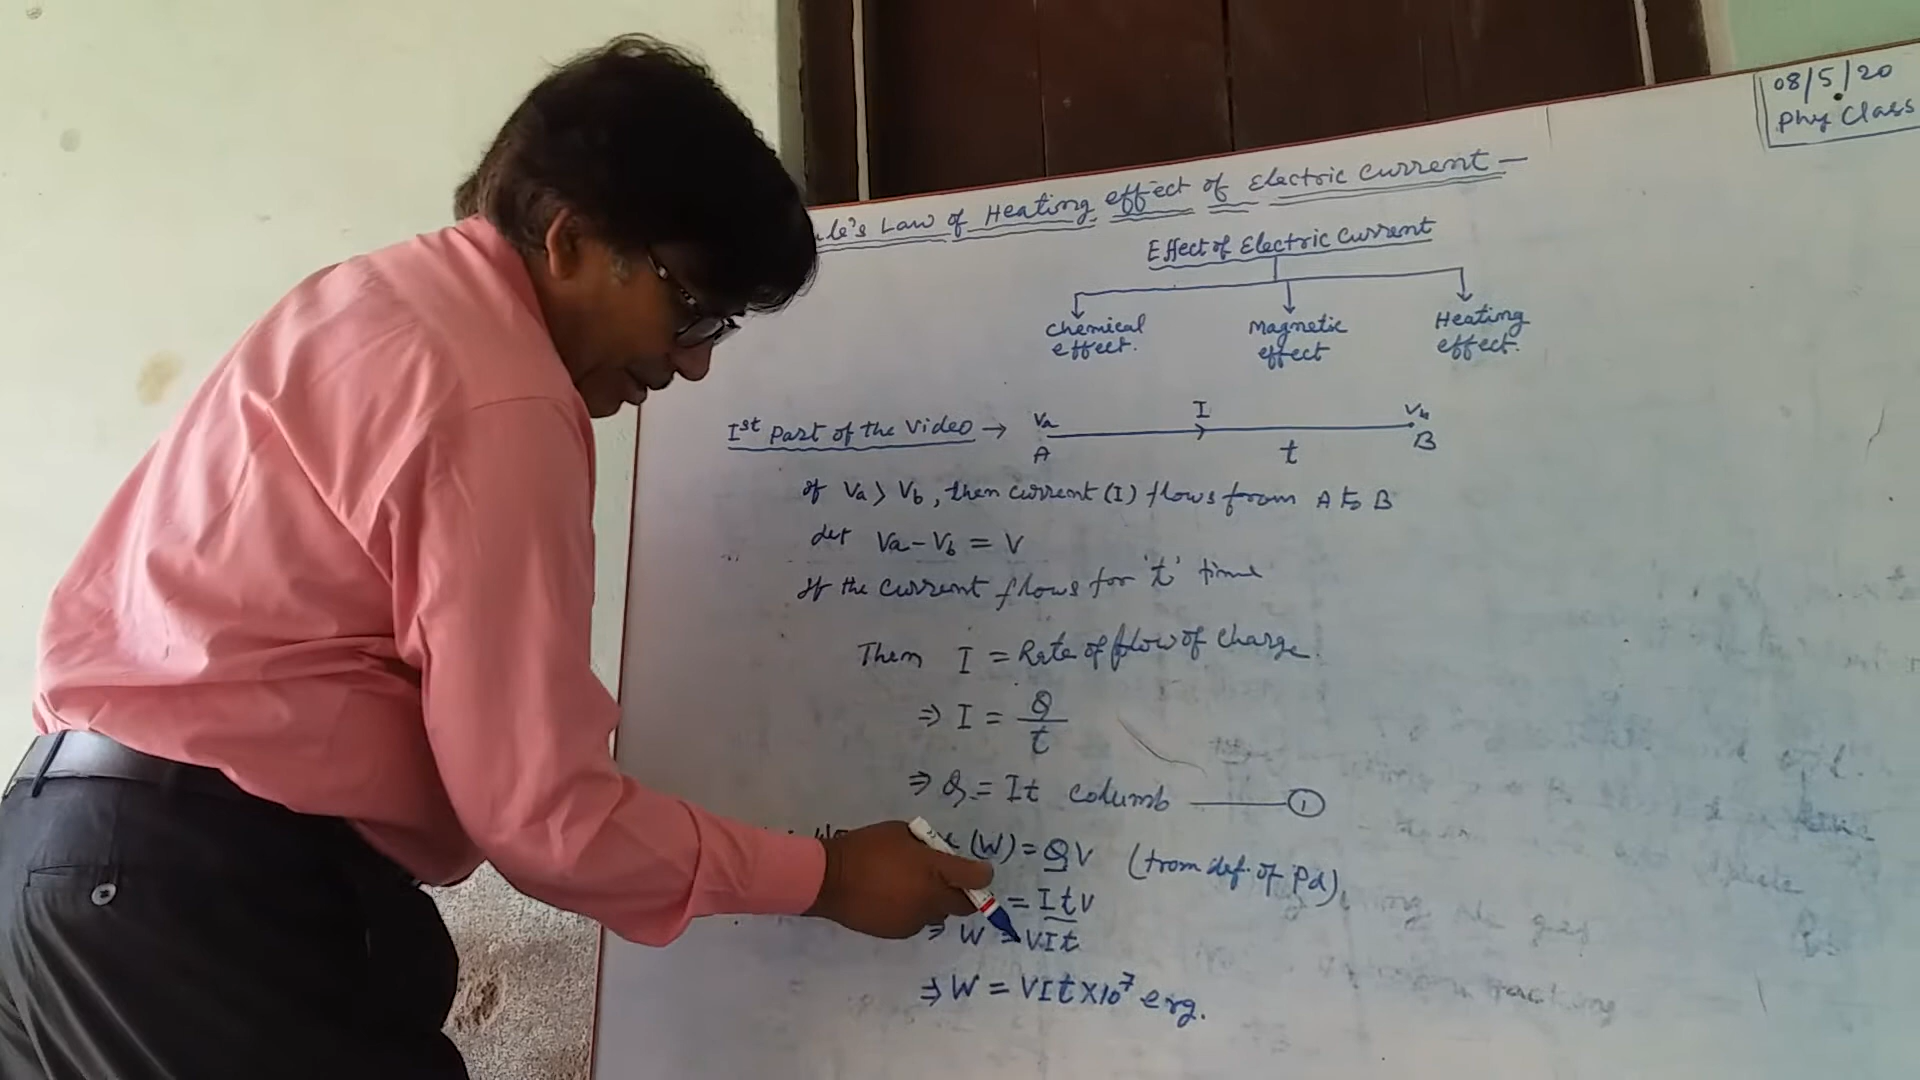 08/5/20
Phy Class
Law of Heating effect of Electric Current —
Effect of Electric Current
Chemical effect.
Magnetic effect
Heating effect.
Ist Part of the Video → Va I Vb
A t B
If Va > Vb, then current (I) flows from A to B
Let Va - Vb = V
If the current flows for 't' time
Then I = Rate of flow of charge.
⇒ I = Q/t
⇒ Q = It columb —— ①
(W) = QV (from def. of Pd),
= ItV
⇒ W = VIt
⇒ W = VIt×10⁷ erg.